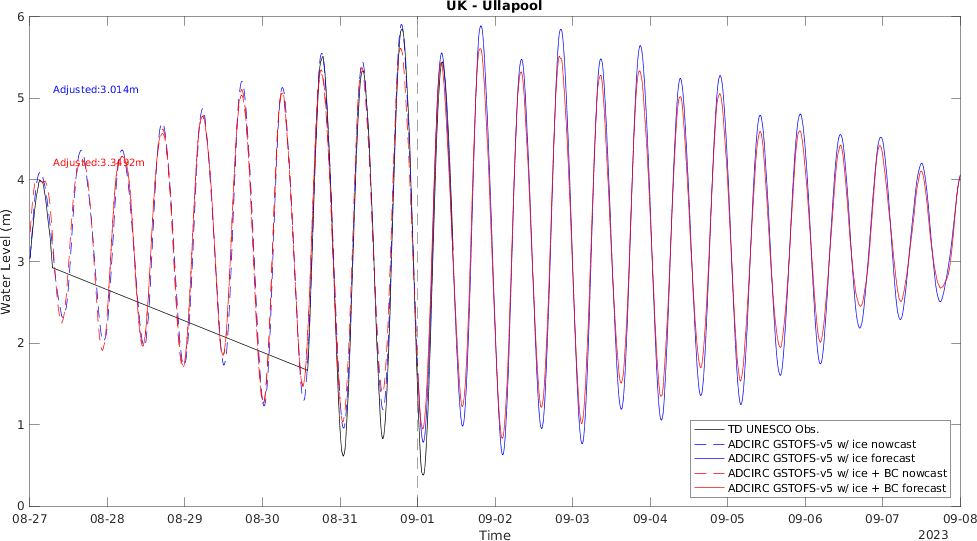 UK - Ullapool
6
5
4
3
2
1
0
Water Level (m)
Adjusted:3.014m
Adjusted:3.3492m
TD UNESCO Obs.
ADCIRC GSTOFS-v5 w/ ice nowcast
ADCIRC GSTOFS-v5 w/ ice forecast
ADCIRC GSTOFS-v5 w/ ice + BC nowcast
ADCIRC GSTOFS-v5 w/ ice + BC forecast
08-27 08-28 08-29 08-30 08-31 09-01 09-02 09-03 09-04 09-05 09-06 09-07 09-08
Time
2023